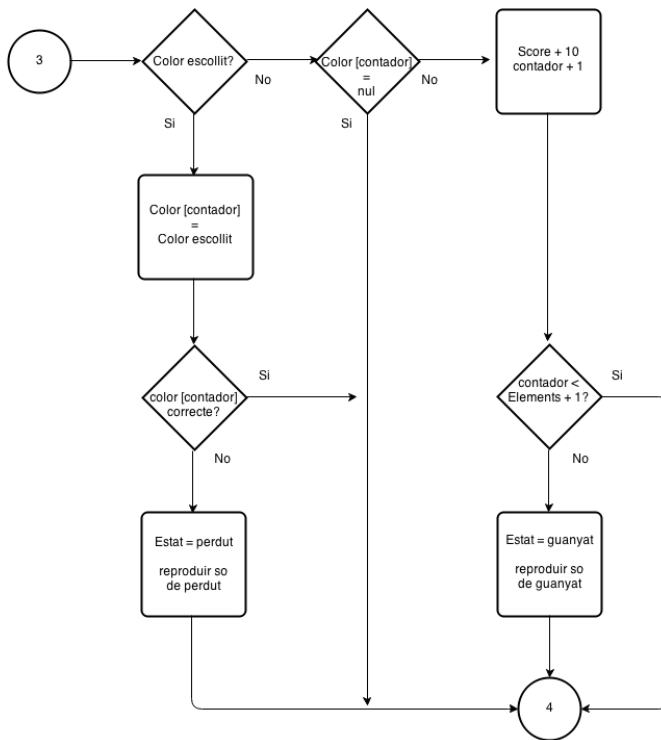 3
Color escollit?
No
Color [contador]
=
nul
No
Score + 10
contador + 1
Si
Si
Color [contador]
=
Color escollit
color [contador]
correcte?
Si
contador <
Elements + 1?
Si
No
No
Estat = perdut
reproduir so
de perdut
Estat = guanyat
reproduir so
de guanyat
4